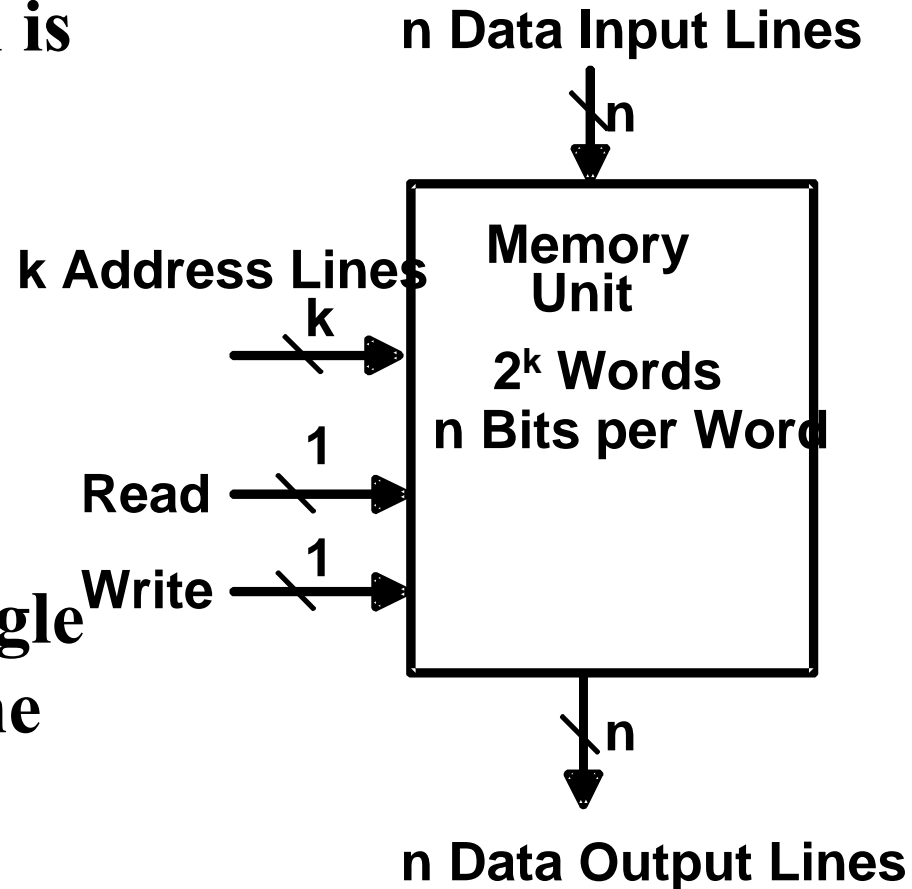 is
n Data Input Lines
n
Memory
Unit
k Address Lines
k
2ᵏ Words
n Bits per Word
1
Read
1
Write
gle
n
n Data Output Lines